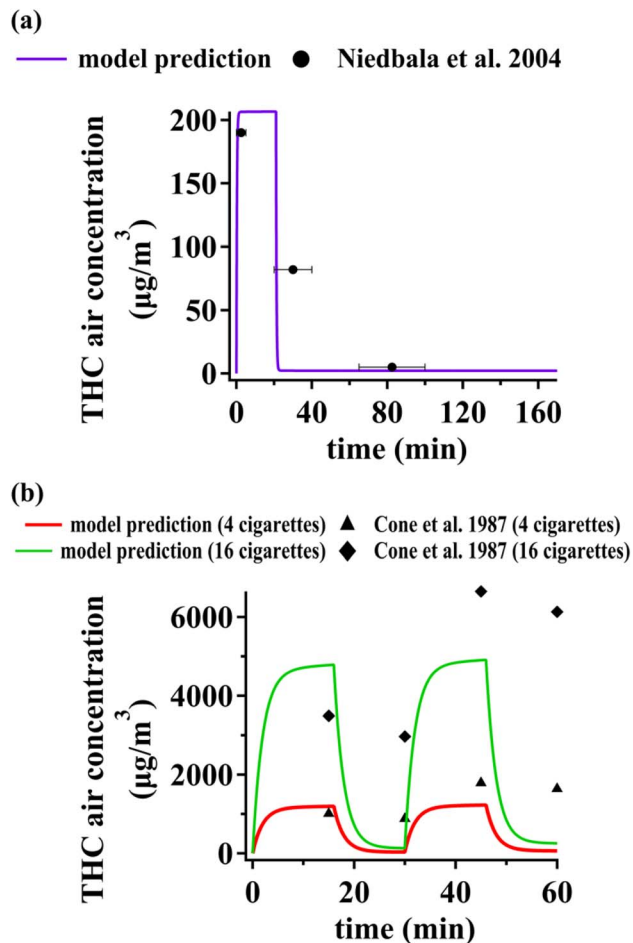 (a)
model prediction Niedbala et al. 2004
200
150
100
50
0
THC air concentration
(µg/m³)
0 40 80 120 160
time (min)
(b)
model prediction (4 cigarettes) Cone et al. 1987 (4 cigarettes)
model prediction (16 cigarettes) Cone et al. 1987 (16 cigarettes)
6000
4000
2000
0
THC air concentration
(µg/m³)
0 20 40 60
time (min)